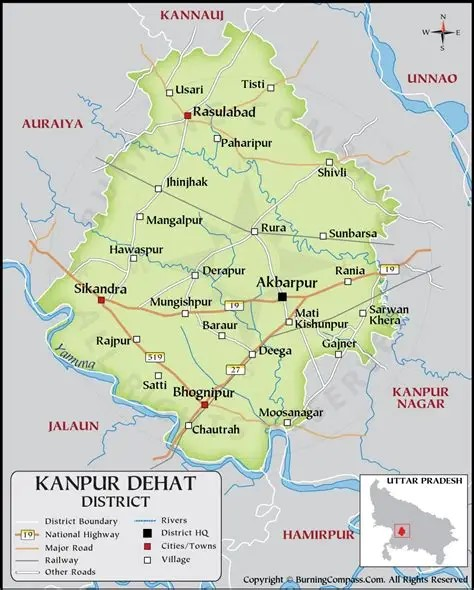 KANNAUJ
N
W E
S
UNNAO
Usari
Tisti
Rasulabad
AURAIYA
Paharipur
Shivli
Jhinjhak
Mangalpur
Rura
Sunbarsa
Hawaspur
Derapur
Rania
19
Akbarpur
Sikandra
Mungishpur
19
Mati
Kishunpur
Sarwan
Khera
Baraur
Rajpur
Gajner
519
Deega
Yamuna
27
Satti
KANPUR
NAGAR
Bhognipur
JALAUN
Moosanagar
Chautrah
KANPUR DEHAT
DISTRICT
District Boundary
Rivers
19 National Highway
District HQ
Major Road
Cities/Towns
Railway
Village
Other Roads
UTTAR PRADESH
HAMIRPUR
Copyright © BurningCompass.Com. All Rights Reserved